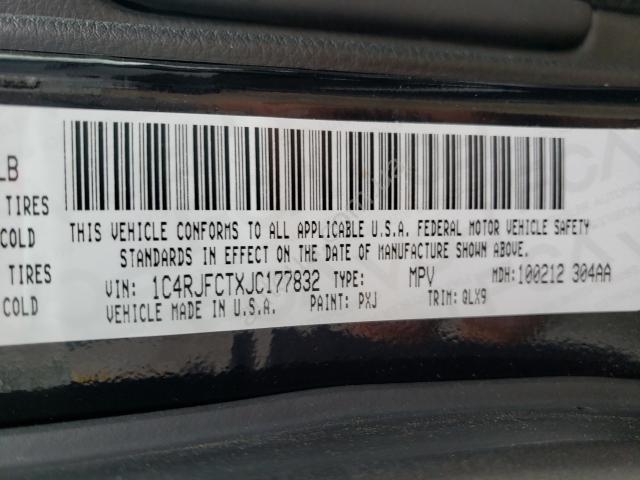 LB
TIRES
COLD
TIRES
COLD
THIS VEHICLE CONFORMS TO ALL APPLICABLE U.S.A. FEDERAL MOTOR VEHICLE SAFETY
STANDARDS IN EFFECT ON THE DATE OF MANUFACTURE SHOWN ABOVE.
VIN: 1C4RJFCTXJC177832 TYPE: MPV MDH:100212 304AA
VEHICLE MADE IN U.S.A. PAINT: PXJ TRIM: QLX9